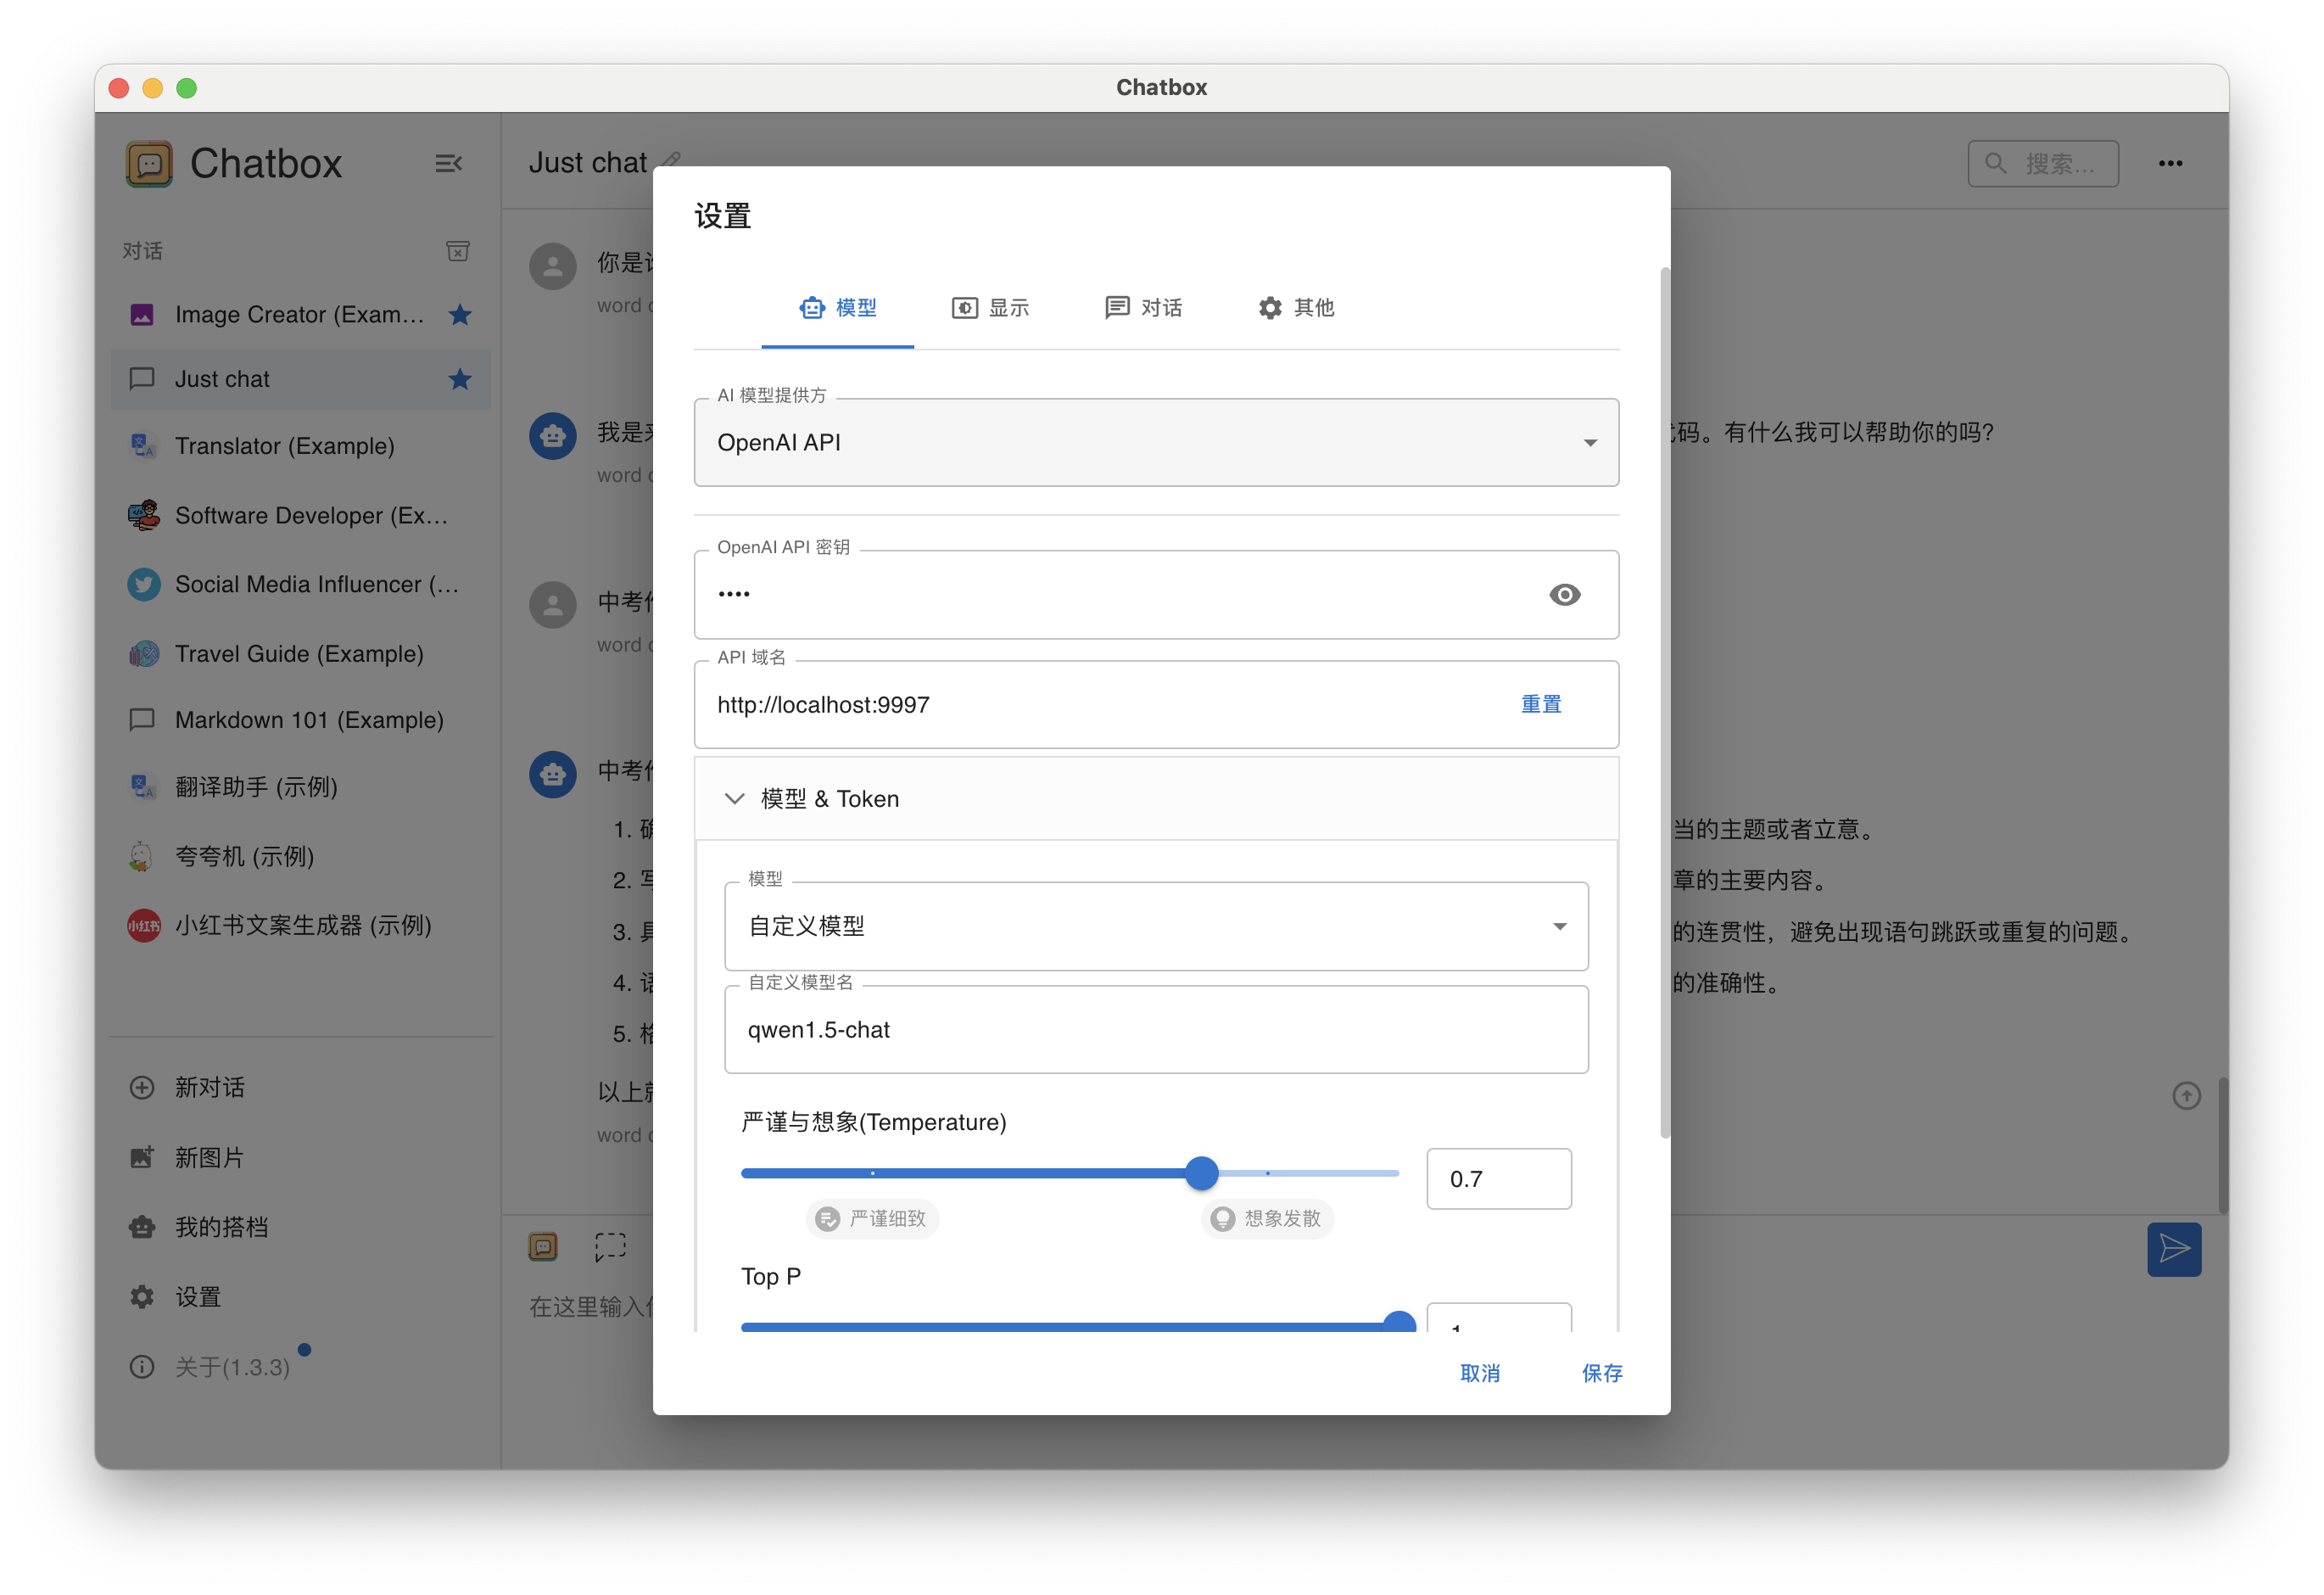 Chatbox
Chatbox
对话
Image Creator (Exam...
Just chat
Translator (Example)
Software Developer (Ex...
Social Media Influencer (...
Travel Guide (Example)
Markdown 101 (Example)
翻译助手 (示例)
夸夸机 (示例)
小红书
小红书文案生成器 (示例)
新对话
新图片
我的搭档
设置
关于(1.3.3)
Just chat
搜索...
你是
word
我是
代码。有什么我可以帮助你的吗?
word
中考
word
中考
1.
当的主题或者立意。
2. 写
章的主要内容。
3. 具
的连贯性，避免出现语句跳跃或重复的问题。
4. 语
的准确性。
5. 格
以上
word
在这里输入
设置
模型
显示
对话
其他
AI 模型提供方
OpenAI API
OpenAI API 密钥
••••
API 域名
http://localhost:9997
重置
模型 & Token
模型
自定义模型
自定义模型名
qwen1.5-chat
严谨与想象(Temperature)
0.7
严谨细致
想象发散
Top P
1
取消
保存